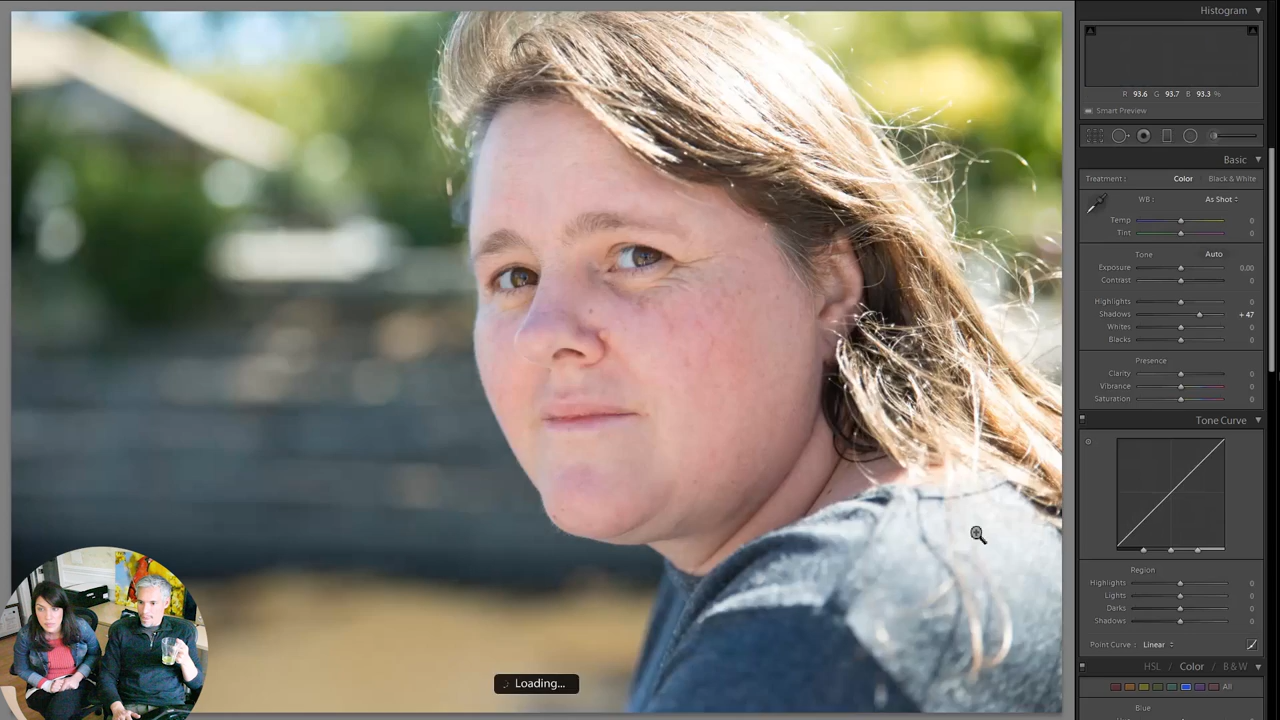 Histogram
R 93.6 G 93.7 B 93.3 %
Smart Preview
Basic
Treatment : Color Black & White
WB : As Shot
Temp 0
Tint 0
Tone Auto
Exposure 0.00
Contrast 0
Highlights 0
Shadows + 47
Whites 0
Blacks 0
Presence
Clarity 0
Vibrance 0
Saturation 0
Tone Curve
Region
Highlights 0
Lights 0
Darks 0
Shadows 0
Point Curve : Linear
HSL / Color / B & W
All
Blue
Loading...